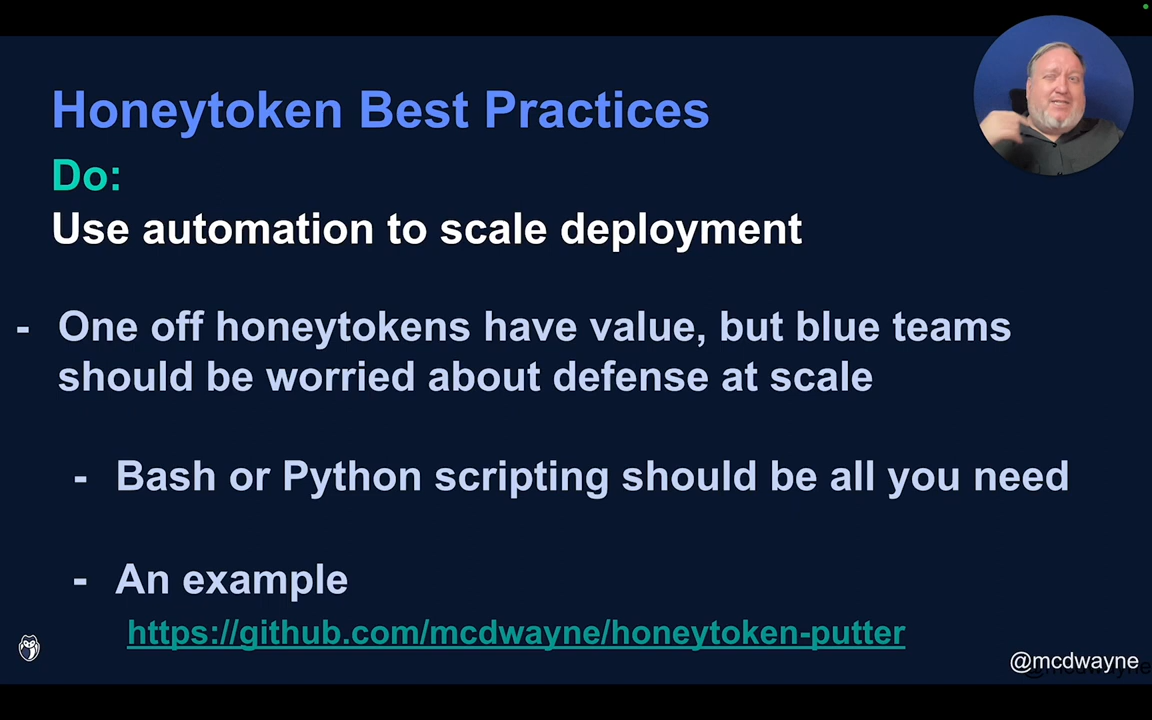 Honeytoken Best Practices
Do:
Use automation to scale deployment
- One off honeytokens have value, but blue teams
should be worried about defense at scale
- Bash or Python scripting should be all you need
- An example
https://github.com/mcdwayne/honeytoken-putter
@mcdwayne
@mcdwayne